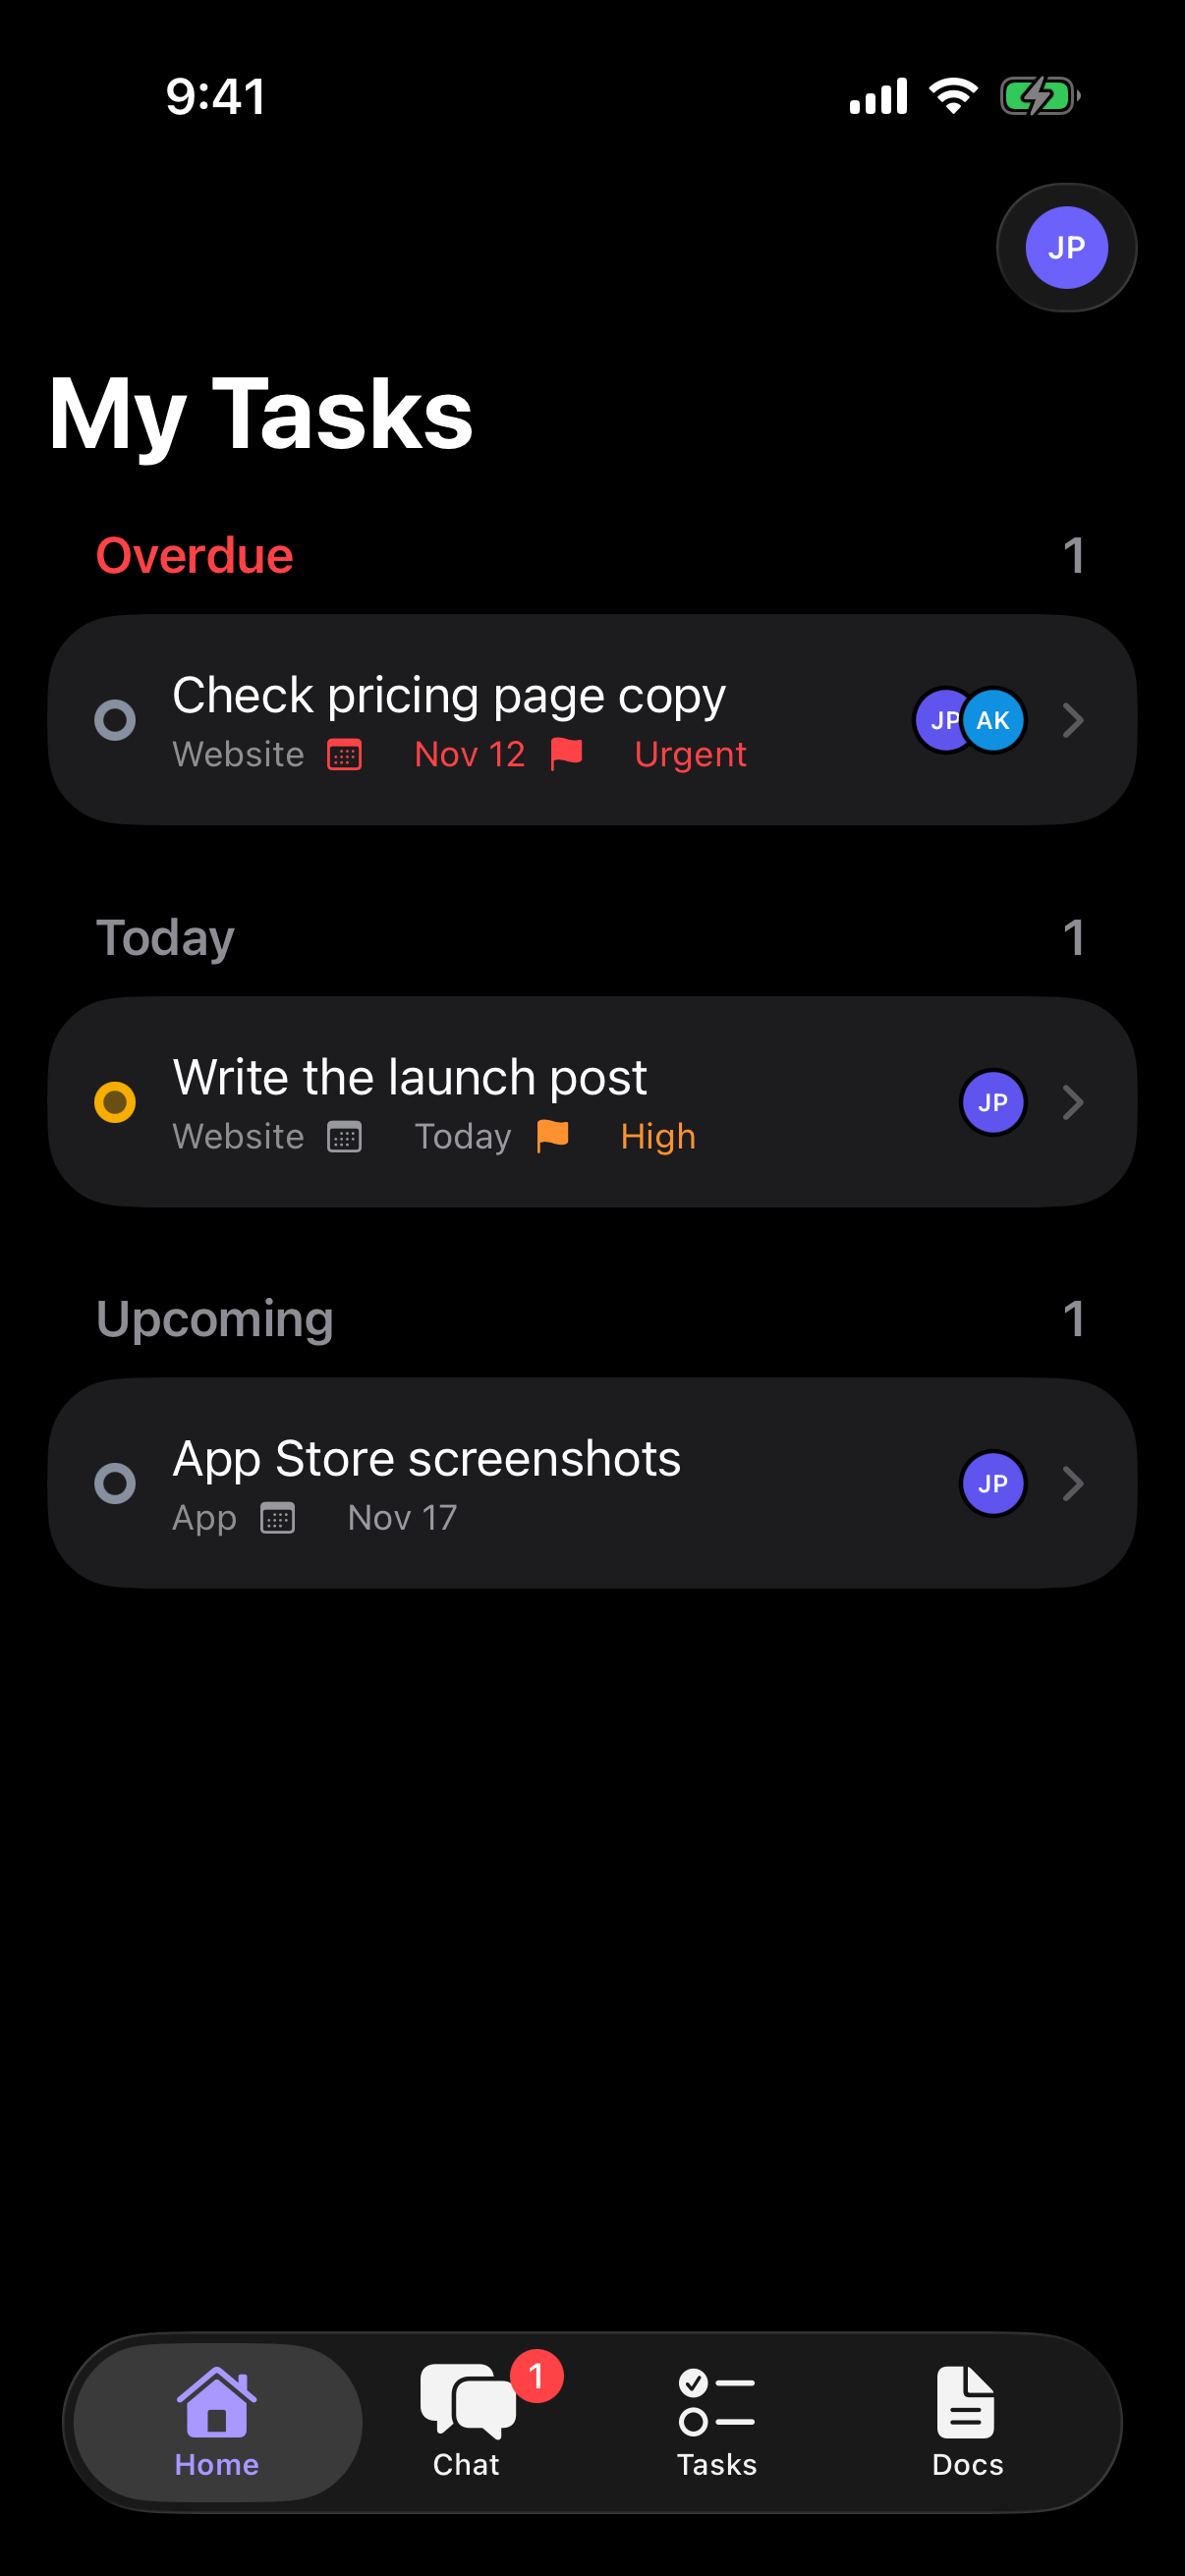 9:41
JP
My Tasks
Overdue 1
Check pricing page copy
Website Nov 12 Urgent
JP AK
Today 1
Write the launch post
Website Today High
JP
Upcoming 1
App Store screenshots
App Nov 17
JP
1
Home Chat Tasks Docs